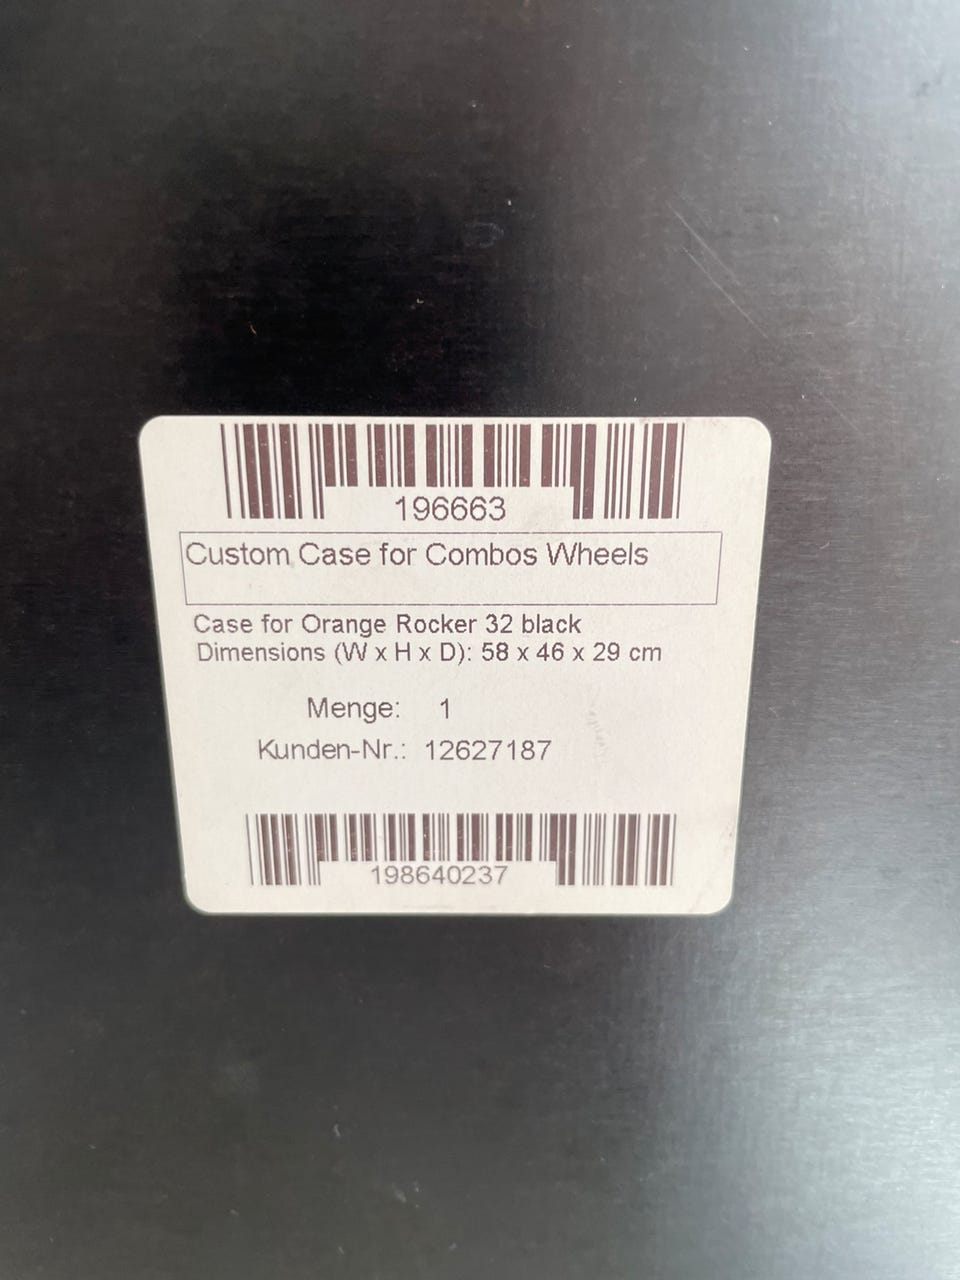 196663
Custom Case for Combos Wheels
Case for Orange Rocker 32 black
Dimensions (W x H x D): 58 x 46 x 29 cm
Menge: 1
Kunden-Nr.: 12627187
198640237